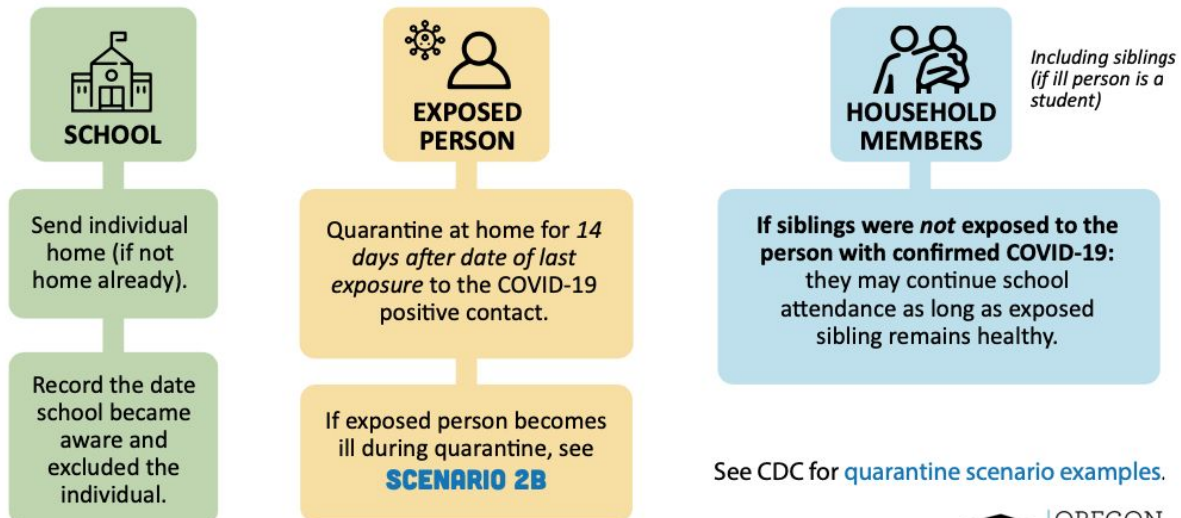 SCHOOL
Send individual
home (if not
home already).
Record the date
school became
aware and
excluded the
individual.
EXPOSED
PERSON
Quarantine at home for 14
days after date of last
exposure to the COVID-19
positive contact.
If exposed person becomes
ill during quarantine, see
SCENARIO 2B
HOUSEHOLD
MEMBERS
Including siblings
(if ill person is a
student)
If siblings were not exposed to the
person with confirmed COVID-19:
they may continue school
attendance as long as exposed
sibling remains healthy.
See CDC for quarantine scenario examples.
OREGON